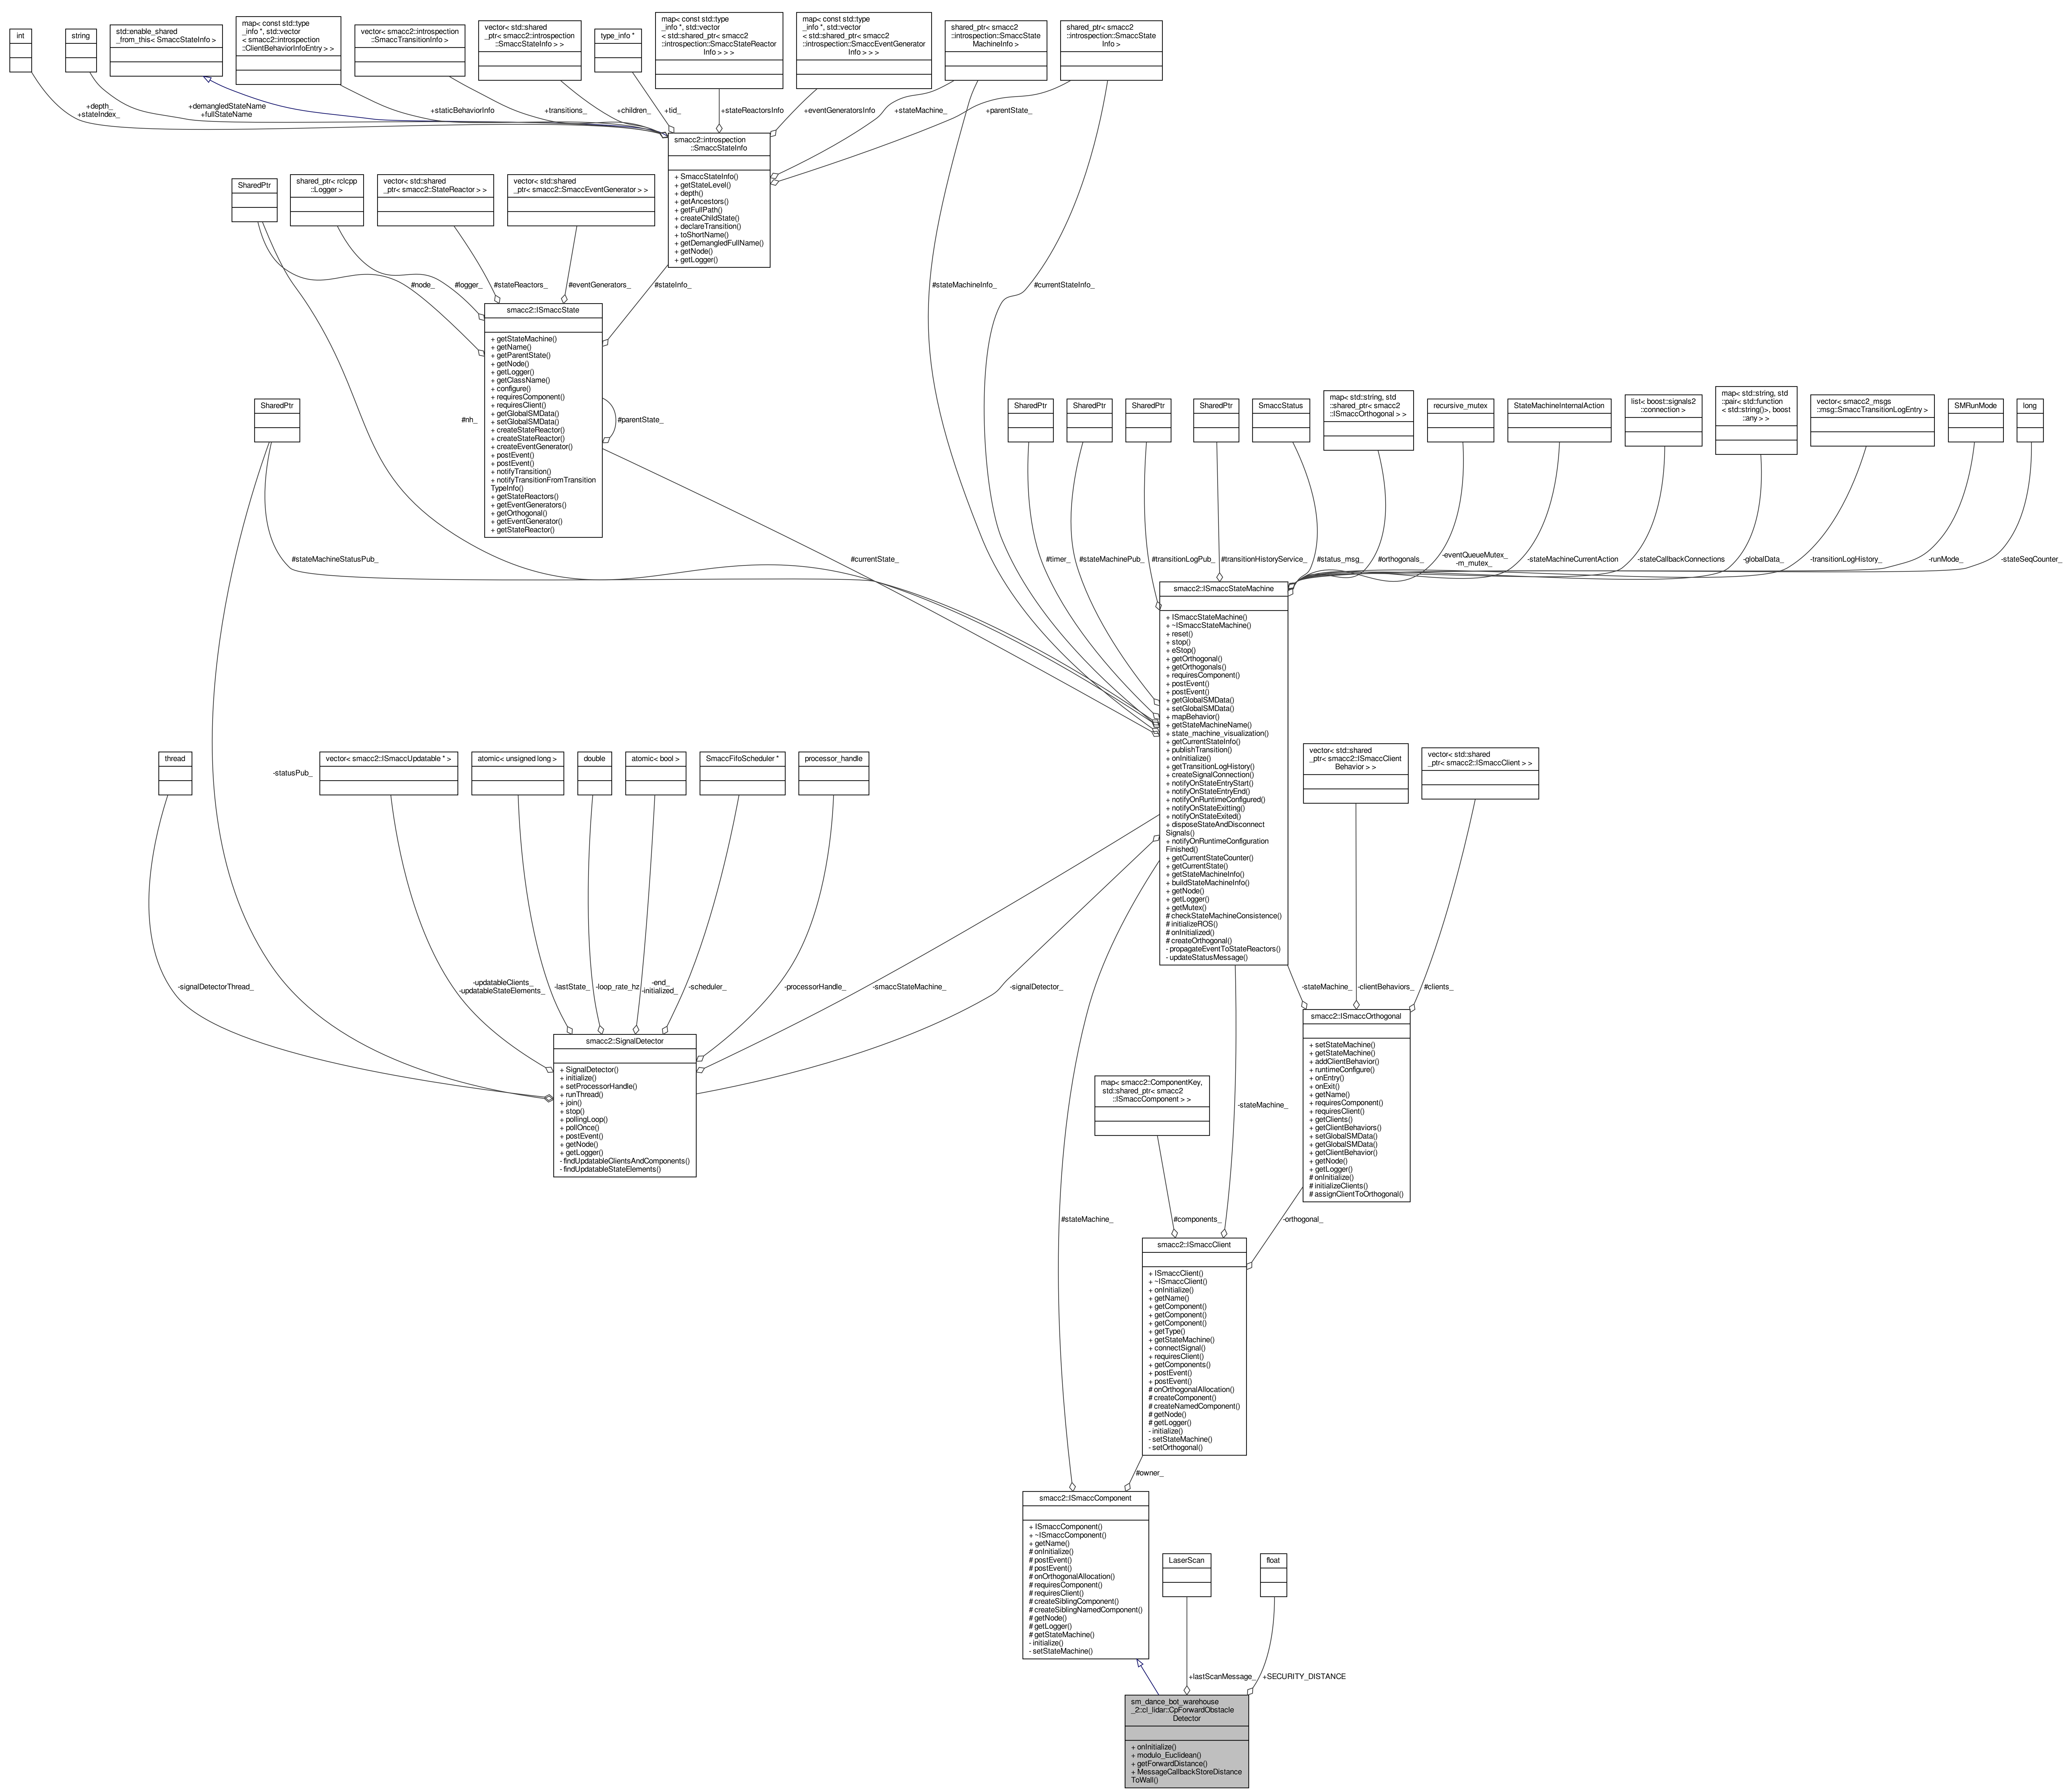 int
string
std::enable_shared
_from_this< SmaccStateInfo >
map< const std::type
_info *, std::vector
< smacc2::introspection
::ClientBehaviorInfoEntry > >
vector< smacc2::introspection
::SmaccTransitionInfo >
vector< std::shared
_ptr< smacc2::introspection
::SmaccStateInfo > >
type_info *
map< const std::type
_info *, std::vector
< std::shared_ptr< smacc2
::introspection::SmaccStateReactor
Info > > >
map< const std::type
_info *, std::vector
< std::shared_ptr< smacc2
::introspection::SmaccEventGenerator
Info > > >
shared_ptr< smacc2
::introspection::SmaccState
MachineInfo >
shared_ptr< smacc2
::introspection::SmaccState
Info >
+depth_
+stateIndex_
+demangledStateName
+fullStateName
+staticBehaviorInfo
+transitions_
+children_
+tid_
+stateReactorsInfo
+eventGeneratorsInfo
+stateMachine_
+parentState_
smacc2::introspection
::SmaccStateInfo
+ SmaccStateInfo()
+ getStateLevel()
+ depth()
+ getAncestors()
+ getFullPath()
+ createChildState()
+ declareTransition()
+ toShortName()
+ getDemangledFullName()
+ getNode()
+ getLogger()
SharedPtr
shared_ptr< rclcpp
::Logger >
vector< std::shared
_ptr< smacc2::StateReactor > >
vector< std::shared
_ptr< smacc2::SmaccEventGenerator > >
#node_
#logger_
#stateReactors_
#eventGenerators_
#stateInfo_
#stateMachineInfo_
#currentStateInfo_
smacc2::ISmaccState
+ getStateMachine()
+ getName()
+ getParentState()
+ getNode()
+ getLogger()
+ getClassName()
+ configure()
+ requiresComponent()
+ requiresClient()
+ getGlobalSMData()
+ setGlobalSMData()
+ createStateReactor()
+ createStateReactor()
+ createEventGenerator()
+ postEvent()
+ postEvent()
+ notifyTransition()
+ notifyTransitionFromTransition
TypeInfo()
+ getStateReactors()
+ getEventGenerators()
+ getOrthogonal()
+ getEventGenerator()
+ getStateReactor()
#parentState_
#nh_
SharedPtr
SharedPtr
SharedPtr
SharedPtr
SharedPtr
SmaccStatus
map< std::string, std
::shared_ptr< smacc2
::ISmaccOrthogonal > >
recursive_mutex
StateMachineInternalAction
list< boost::signals2
::connection >
map< std::string, std
::pair< std::function
< std::string()>, boost
::any > >
vector< smacc2_msgs
::msg::SmaccTransitionLogEntry >
SMRunMode
long
#stateMachineStatusPub_
#currentState_
#timer_
#stateMachinePub_
#transitionLogPub_
#transitionHistoryService_
#status_msg_
#orthogonals_
-eventQueueMutex_
-m_mutex_
-stateMachineCurrentAction
-stateCallbackConnections
-globalData_
-transitionLogHistory_
-runMode_
-stateSeqCounter_
smacc2::ISmaccStateMachine
+ ISmaccStateMachine()
+ ~ISmaccStateMachine()
+ reset()
+ stop()
+ eStop()
+ getOrthogonal()
+ getOrthogonals()
+ requiresComponent()
+ postEvent()
+ postEvent()
+ getGlobalSMData()
+ setGlobalSMData()
+ mapBehavior()
+ getStateMachineName()
+ state_machine_visualization()
+ getCurrentStateInfo()
+ publishTransition()
+ onInitialize()
+ getTransitionLogHistory()
+ createSignalConnection()
+ notifyOnStateEntryStart()
+ notifyOnStateEntryEnd()
+ notifyOnRuntimeConfigured()
+ notifyOnStateExitting()
+ notifyOnStateExited()
+ disposeStateAndDisconnect
Signals()
+ notifyOnRuntimeConfiguration
Finished()
+ getCurrentStateCounter()
+ getCurrentState()
+ getStateMachineInfo()
+ buildStateMachineInfo()
+ getNode()
+ getLogger()
+ getMutex()
# checkStateMachineConsistence()
# initializeROS()
# onInitialized()
# createOrthogonal()
- propagateEventToStateReactors()
- updateStatusMessage()
thread
-statusPub_
vector< smacc2::ISmaccUpdatable * >
atomic< unsigned long >
double
atomic< bool >
SmaccFifoScheduler *
processor_handle
vector< std::shared
_ptr< smacc2::ISmaccClient
Behavior > >
vector< std::shared
_ptr< smacc2::ISmaccClient > >
-signalDetectorThread_
-updatableClients_
-updatableStateElements_
-lastState_
-loop_rate_hz
-end_
-initialized_
-scheduler_
-processorHandle_
-smaccStateMachine_
-signalDetector_
-stateMachine_
-clientBehaviors_
#clients_
smacc2::SignalDetector
+ SignalDetector()
+ initialize()
+ setProcessorHandle()
+ runThread()
+ join()
+ stop()
+ pollingLoop()
+ pollOnce()
+ postEvent()
+ getNode()
+ getLogger()
- findUpdatableClientsAndComponents()
- findUpdatableStateElements()
smacc2::ISmaccOrthogonal
+ setStateMachine()
+ getStateMachine()
+ addClientBehavior()
+ runtimeConfigure()
+ onEntry()
+ onExit()
+ getName()
+ requiresComponent()
+ requiresClient()
+ getClients()
+ getClientBehaviors()
+ setGlobalSMData()
+ getGlobalSMData()
+ getClientBehavior()
+ getNode()
+ getLogger()
# onInitialize()
# initializeClients()
# assignClientToOrthogonal()
map< smacc2::ComponentKey,
std::shared_ptr< smacc2
::ISmaccComponent > >
-stateMachine_
#stateMachine_
#components_
-orthogonal_
smacc2::ISmaccClient
+ ISmaccClient()
+ ~ISmaccClient()
+ onInitialize()
+ getName()
+ getComponent()
+ getComponent()
+ getComponent()
+ getType()
+ getStateMachine()
+ connectSignal()
+ requiresClient()
+ getComponents()
+ postEvent()
+ postEvent()
# onOrthogonalAllocation()
# createComponent()
# createNamedComponent()
# getNode()
# getLogger()
- initialize()
- setStateMachine()
- setOrthogonal()
#owner_
smacc2::ISmaccComponent
+ ISmaccComponent()
+ ~ISmaccComponent()
+ getName()
# onInitialize()
# postEvent()
# postEvent()
# onOrthogonalAllocation()
# requiresComponent()
# requiresClient()
# createSiblingComponent()
# createSiblingNamedComponent()
# getNode()
# getLogger()
# getStateMachine()
- initialize()
- setStateMachine()
LaserScan
float
+lastScanMessage_
+SECURITY_DISTANCE
sm_dance_bot_warehouse
_2::cl_lidar::CpForwardObstacle
Detector
+ onInitialize()
+ modulo_Euclidean()
+ getForwardDistance()
+ MessageCallbackStoreDistance
ToWall()